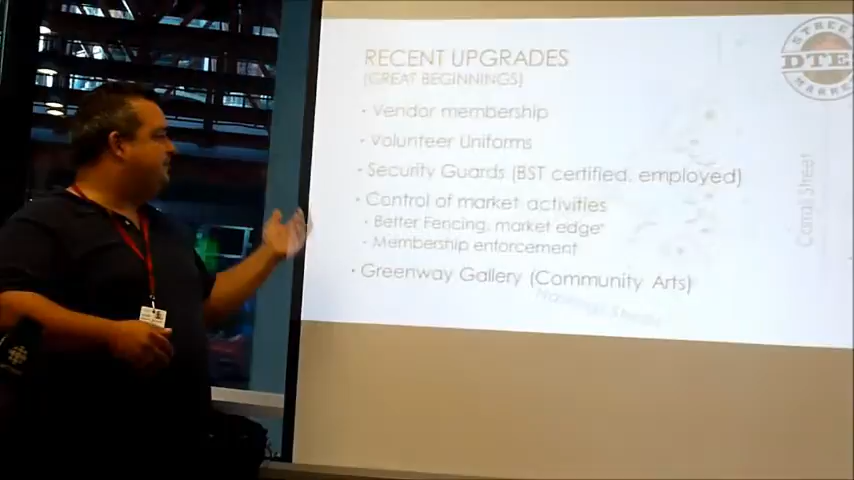 RECENT UPGRADES
(GREAT BEGINNINGS)
• Vendor membership
• Volunteer Uniforms
• Security Guards (BST certified, employed)
• Control of market activities
• Better Fencing, market edge"
• Membership enforcement
• Greenway Gallery (Community Arts)
STREET
DTE
MARKET
Street